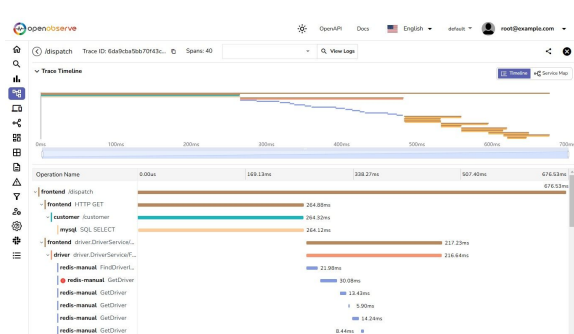 openobserve
OpenAPI Docs English default root@example.com
/dispatch Trace ID: 6da9cba5bb70f43c... Spans: 40 View Logs
Trace Timeline
Timeline Service Map
0ms 100ms 200ms 300ms 400ms 500ms 600ms 700ms
Operation Name 0.00us 169.13ms 338.27ms 507.40ms 676.53ms
676.53ms
frontend /dispatch
frontend HTTP GET 264.88ms
customer /customer 264.32ms
mysql SQL SELECT 264.12ms
frontend driver.DriverService/... 217.23ms
driver driver.DriverService/F... 216.64ms
redis-manual FindDriverI... 21.98ms
redis-manual GetDriver 30.08ms
redis-manual GetDriver 13.43ms
redis-manual GetDriver 5.90ms
redis-manual GetDriver 14.24ms
redis-manual GetDriver 8.44ms